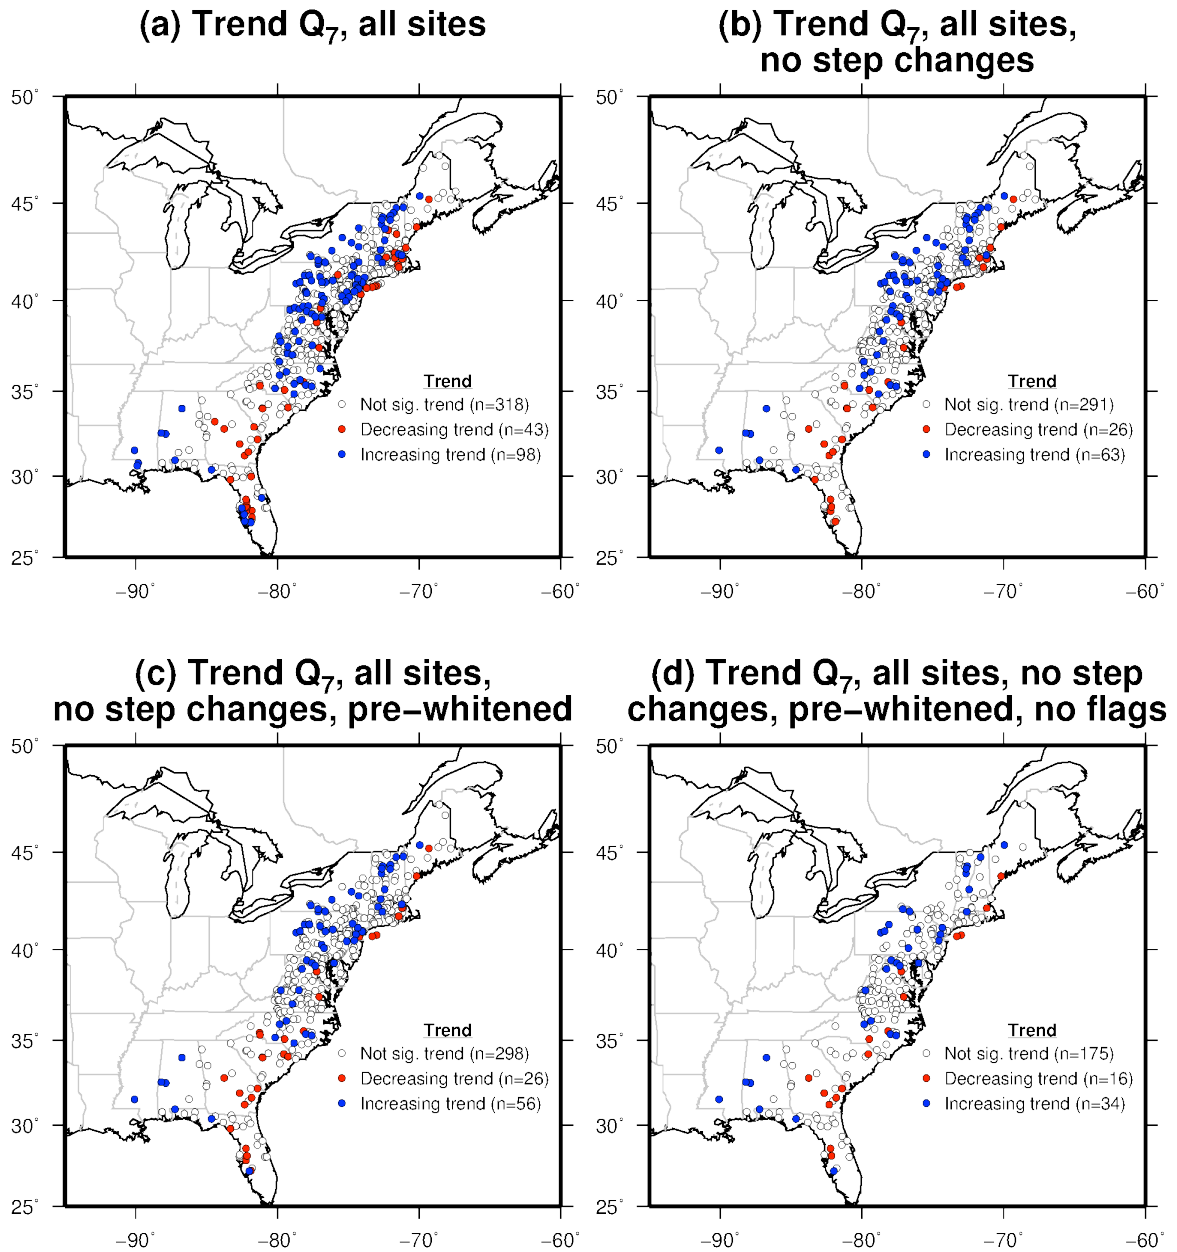 (a) Trend Q7, all sites
50°
45°
40°
35°
30°
25°
−90°
−80°
−70°
−60°
Trend
Not sig. trend (n=318)
Decreasing trend (n=43)
Increasing trend (n=98)
(b) Trend Q7, all sites,
no step changes
50°
45°
40°
35°
30°
25°
−90°
−80°
−70°
−60°
Trend
Not sig. trend (n=291)
Decreasing trend (n=26)
Increasing trend (n=63)
(c) Trend Q7, all sites,
no step changes, pre−whitened
50°
45°
40°
35°
30°
25°
−90°
−80°
−70°
−60°
Trend
Not sig. trend (n=298)
Decreasing trend (n=26)
Increasing trend (n=56)
(d) Trend Q7, all sites, no step
changes, pre−whitened, no flags
50°
45°
40°
35°
30°
25°
−90°
−80°
−70°
−60°
Trend
Not sig. trend (n=175)
Decreasing trend (n=16)
Increasing trend (n=34)